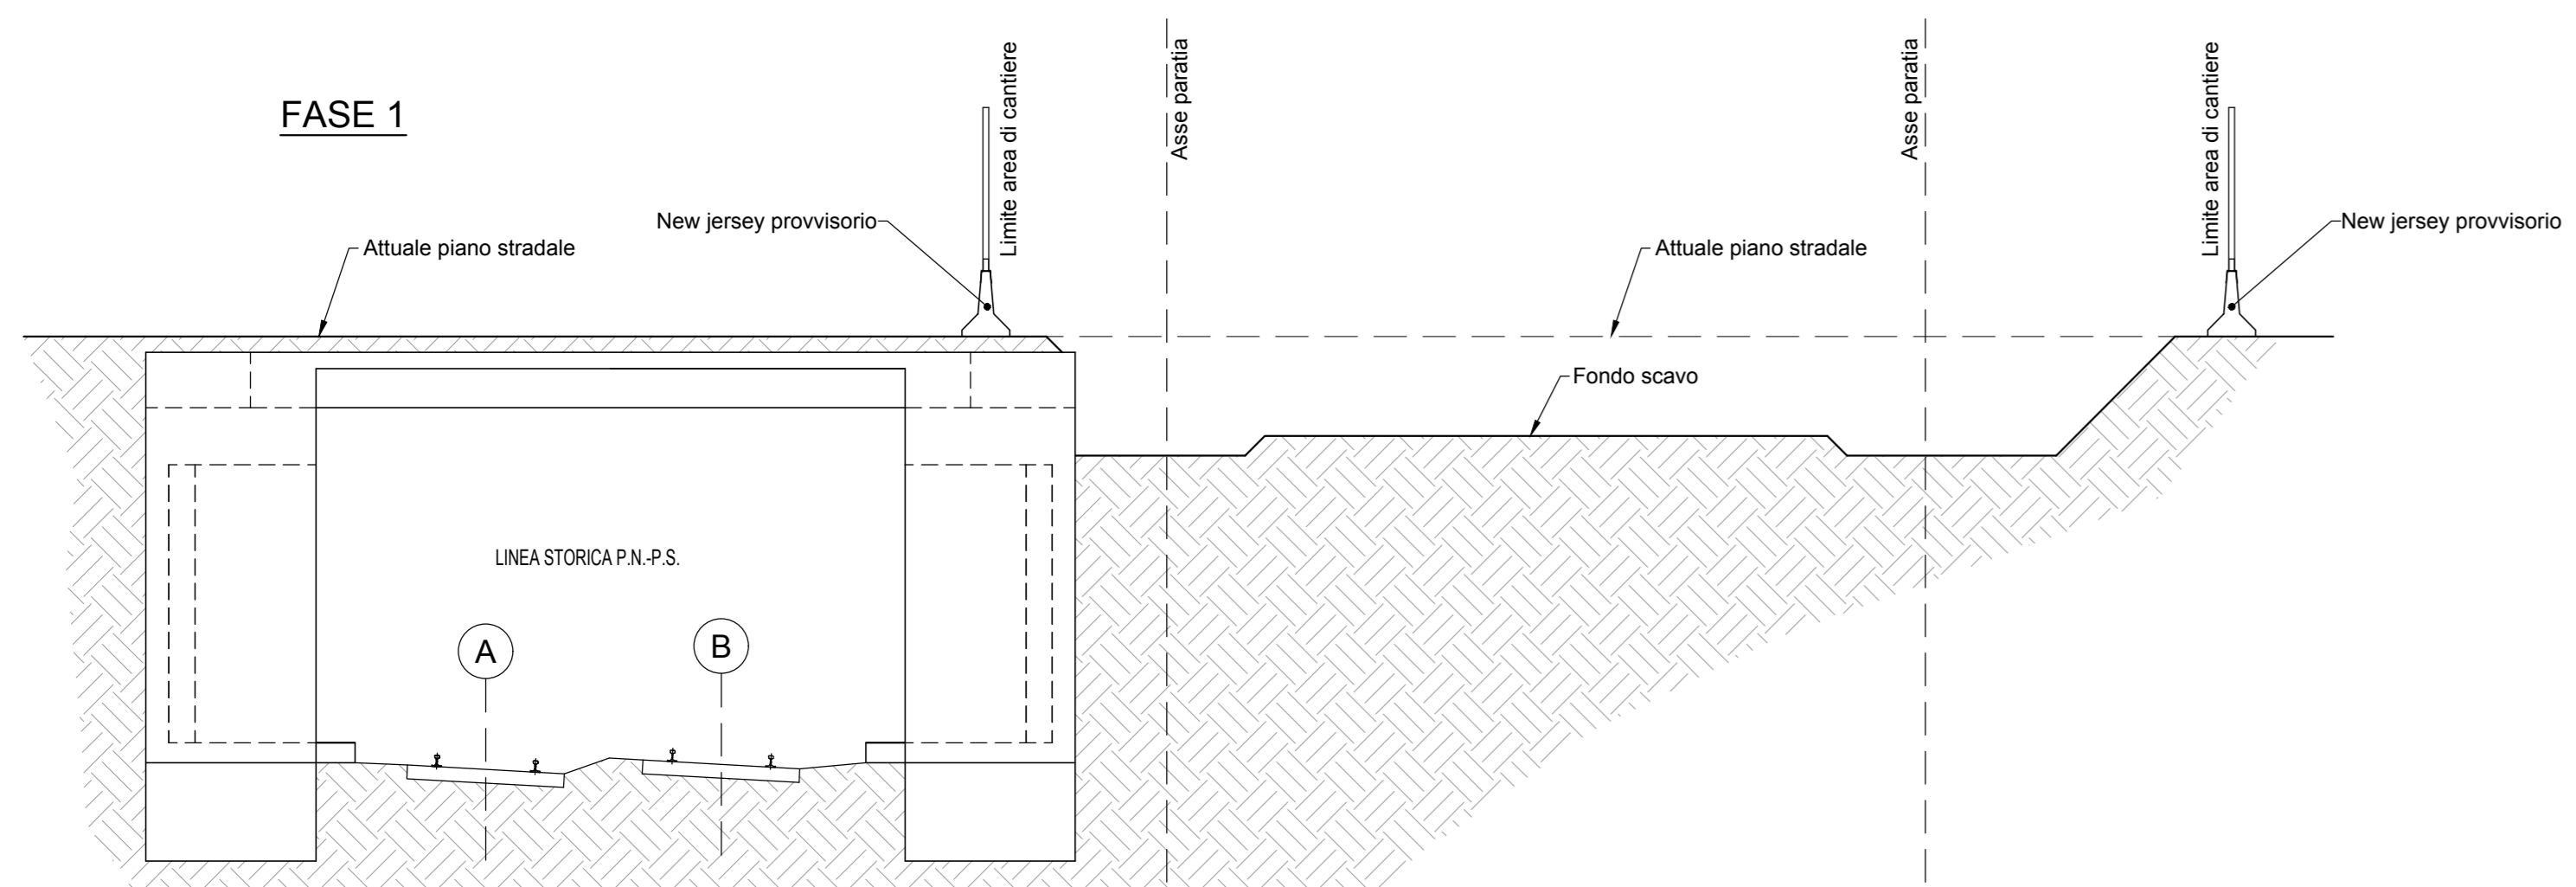 FASE 1
Limite area di cantiere
Asse paratia
Asse paratia
Limite area di cantiere
New jersey provvisorio
New jersey provvisorio
Attuale piano stradale
Attuale piano stradale
Fondo scavo
LINEA STORICA P.N.-P.S.
A
B